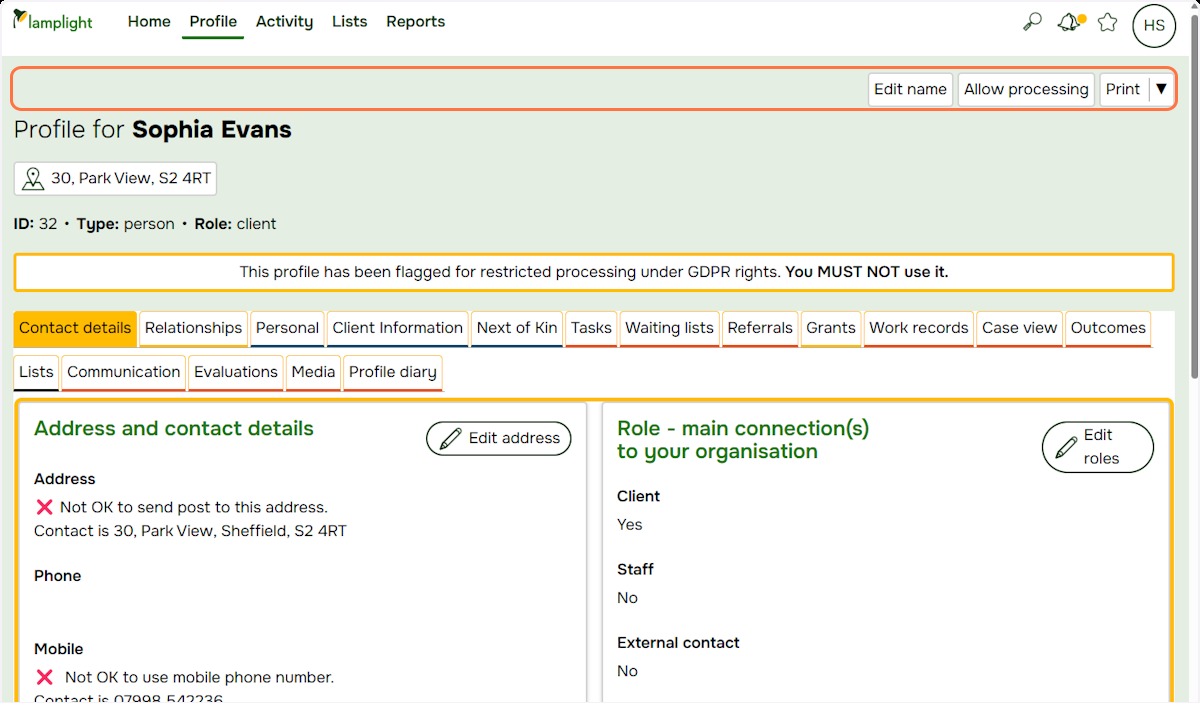 lamplight Home Profile Activity Lists Reports HS
Edit name Allow processing Print ▼
Profile for Sophia Evans
30, Park View, S2 4RT
ID: 32 • Type: person • Role: client
This profile has been flagged for restricted processing under GDPR rights. You MUST NOT use it.
Contact details Relationships Personal Client Information Next of Kin Tasks Waiting lists Referrals Grants Work records Case view Outcomes
Lists Communication Evaluations Media Profile diary
Address and contact details
Edit address
Address
Not OK to send post to this address.
Contact is 30, Park View, Sheffield, S2 4RT
Phone
Mobile
Not OK to use mobile phone number.
Contact is 07998 542236
Role - main connection(s)
to your organisation
Edit
roles
Client
Yes
Staff
No
External contact
No